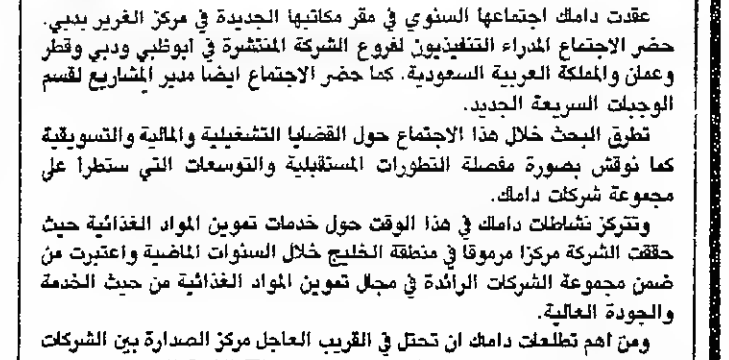 عقدت دامك اجتماعها السنوي في مقر مكاتبها الجديدة في مركز الغرير بدبي.
حضر الاجتماع المدراء التنفيذيون لفروع الشركة المنتشرة في ابوظبي ودبي وقطر
وعمان والمملكة العربية السعودية. كما حضر الاجتماع ايضا مدير المشاريع لقسم
الوجبات السريعة الجديد.
تطرق البحث خلال هذا الاجتماع حول القضايا التشغيلية والمالية والتسويقية
كما نوقش بصورة مفصلة التطورات المستقبلية والتوسعات التي ستطرا على
مجموعة شركات دامك.
وتتركز نشاطات دامك في هذا الوقت حول خدمات تموين المواد الغذائية حيث
حققت الشركة مركزا مرموقا في منطقة الخليج خلال السنوات الماضية واعتبرت من
ضمن مجموعة الشركات الرائدة في مجال تموين المواد الغذائية من حيث الخدمة
والجودة العالية.
ومن اهم تطلعات دامك ان تحتل في القريب العاجل مركز الصدارة بين الشركات